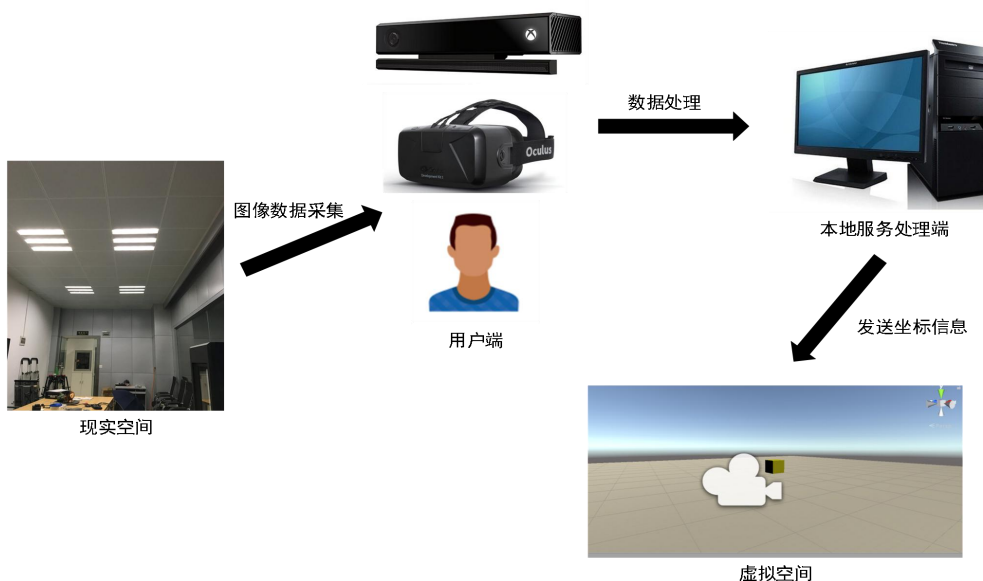 数据处理
Oculus
图像数据采集
本地服务处理端
发送坐标信息
用户端
现实空间
虚拟空间